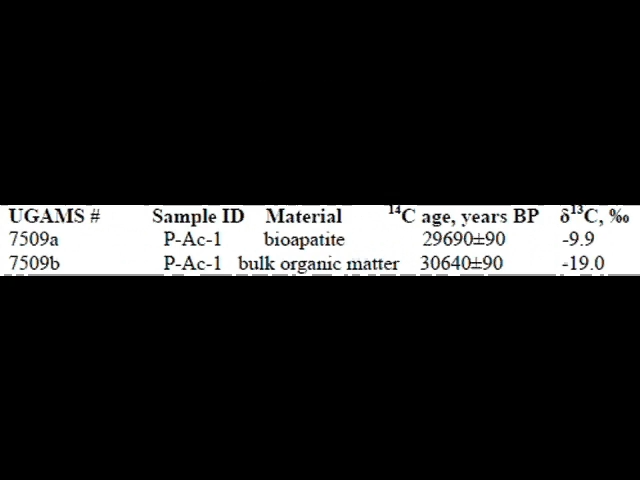 UGAMS # Sample ID Material ¹⁴C age, years BP δ¹³C, ‰
7509a P-Ac-1 bioapatite 29690±90 -9.9
7509b P-Ac-1 bulk organic matter 30640±90 -19.0